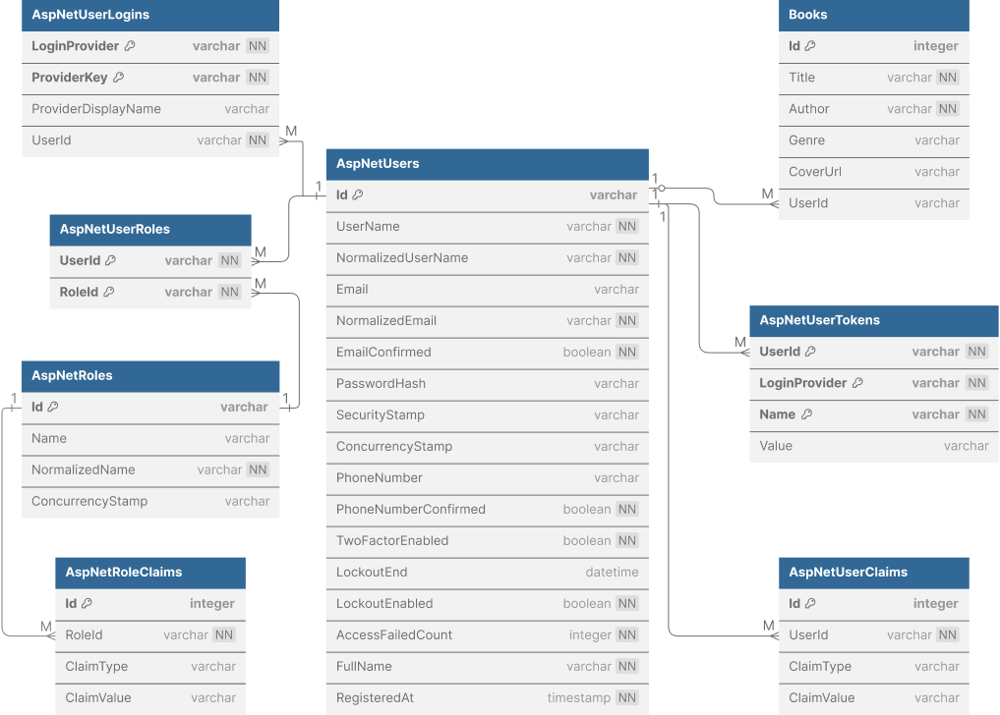 AspNetUserLogins
LoginProvider varchar NN
ProviderKey varchar NN
ProviderDisplayName varchar
UserId varchar NN
M
AspNetUserRoles
UserId varchar NN
M
RoleId varchar NN
M
AspNetRoles
1
Id varchar
1
Name varchar
NormalizedName varchar NN
ConcurrencyStamp varchar
AspNetRoleClaims
Id integer
M
RoleId varchar NN
ClaimType varchar
ClaimValue varchar
AspNetUsers
1
Id varchar
1
1
1
UserName varchar NN
NormalizedUserName varchar NN
Email varchar
NormalizedEmail varchar NN
EmailConfirmed boolean NN
PasswordHash varchar
SecurityStamp varchar
ConcurrencyStamp varchar
PhoneNumber varchar
PhoneNumberConfirmed boolean NN
TwoFactorEnabled boolean NN
LockoutEnd datetime
LockoutEnabled boolean NN
AccessFailedCount integer NN
FullName varchar NN
RegisteredAt timestamp NN
Books
Id integer
Title varchar NN
Author varchar NN
Genre varchar
CoverUrl varchar
M
UserId varchar
AspNetUserTokens
M
UserId varchar NN
LoginProvider varchar NN
Name varchar NN
Value varchar
AspNetUserClaims
Id integer
M
UserId varchar NN
ClaimType varchar
ClaimValue varchar